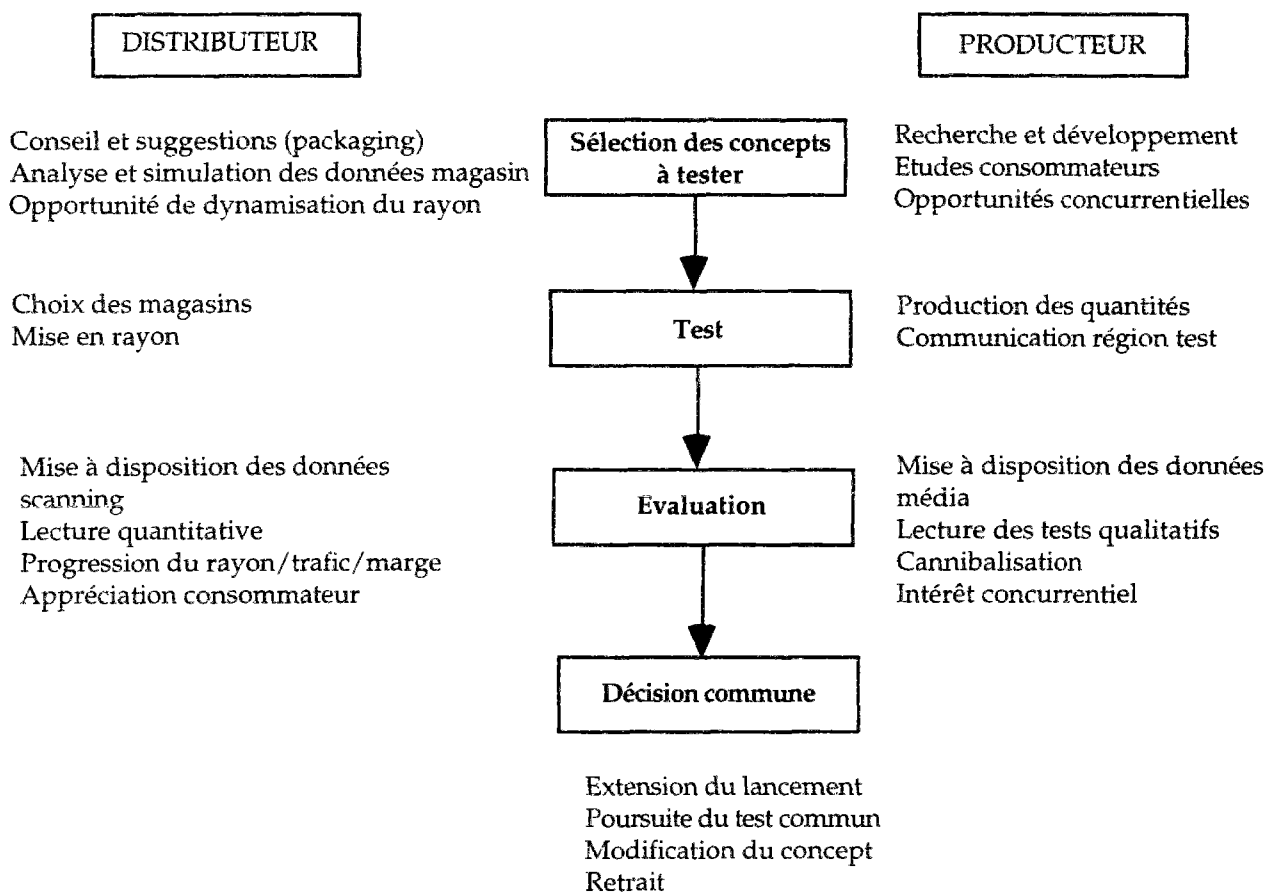 DISTRIBUTEUR
PRODUCTEUR
Conseil et suggestions (packaging)
Analyse et simulation des données magasin
Opportunité de dynamisation du rayon
Sélection des concepts
à tester
Recherche et développement
Etudes consommateurs
Opportunités concurrentielles
Choix des magasins
Mise en rayon
Test
Production des quantités
Communication région test
Mise à disposition des données
scanning
Lecture quantitative
Progression du rayon/trafic/marge
Appréciation consommateur
Evaluation
Mise à disposition des données
média
Lecture des tests qualitatifs
Cannibalisation
Intérêt concurrentiel
Décision commune
Extension du lancement
Poursuite du test commun
Modification du concept
Retrait